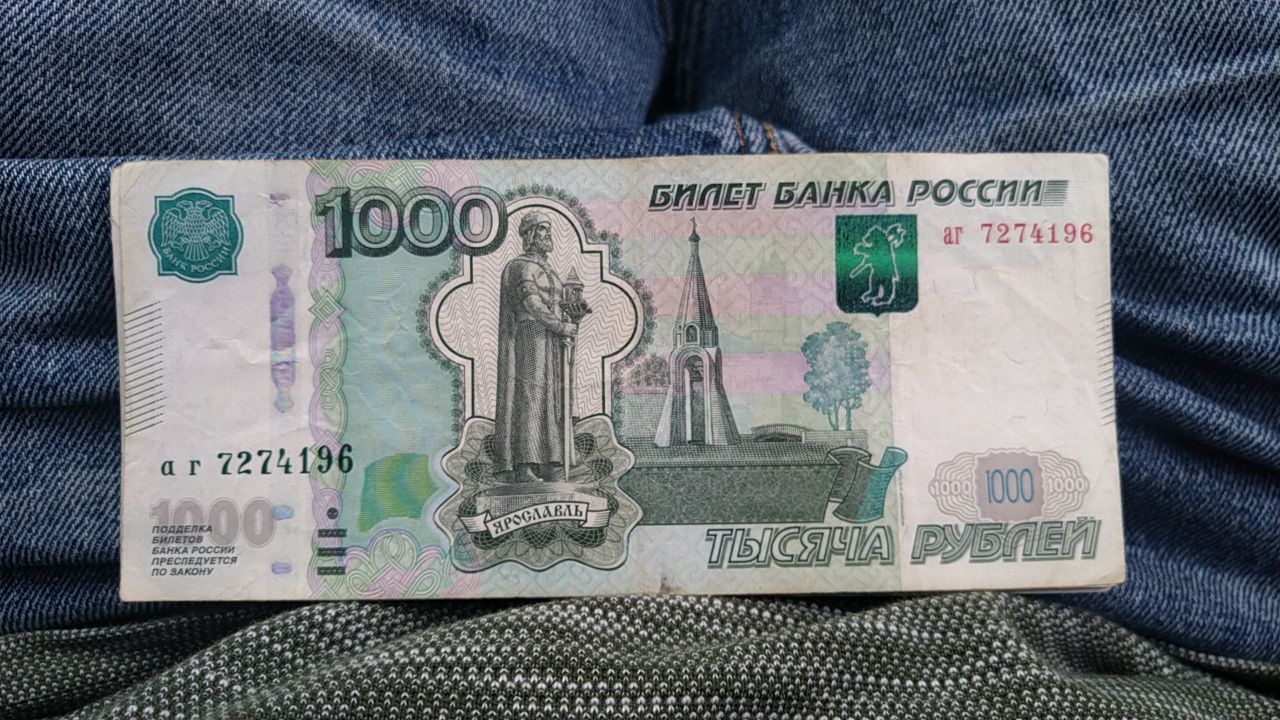 1000
БИЛЕТ БАНКА РОССИИ
БАНК РОССИИ
аг 7274196
аг 7274196
ЯРОСЛАВЛЬ
1000
1000
1000
1000
ПОДДЕЛКА
БИЛЕТОВ
БАНКА РОССИИ
ПРЕСЛЕДУЕТСЯ
ПО ЗАКОНУ
ТЫСЯЧА РУБЛЕЙ